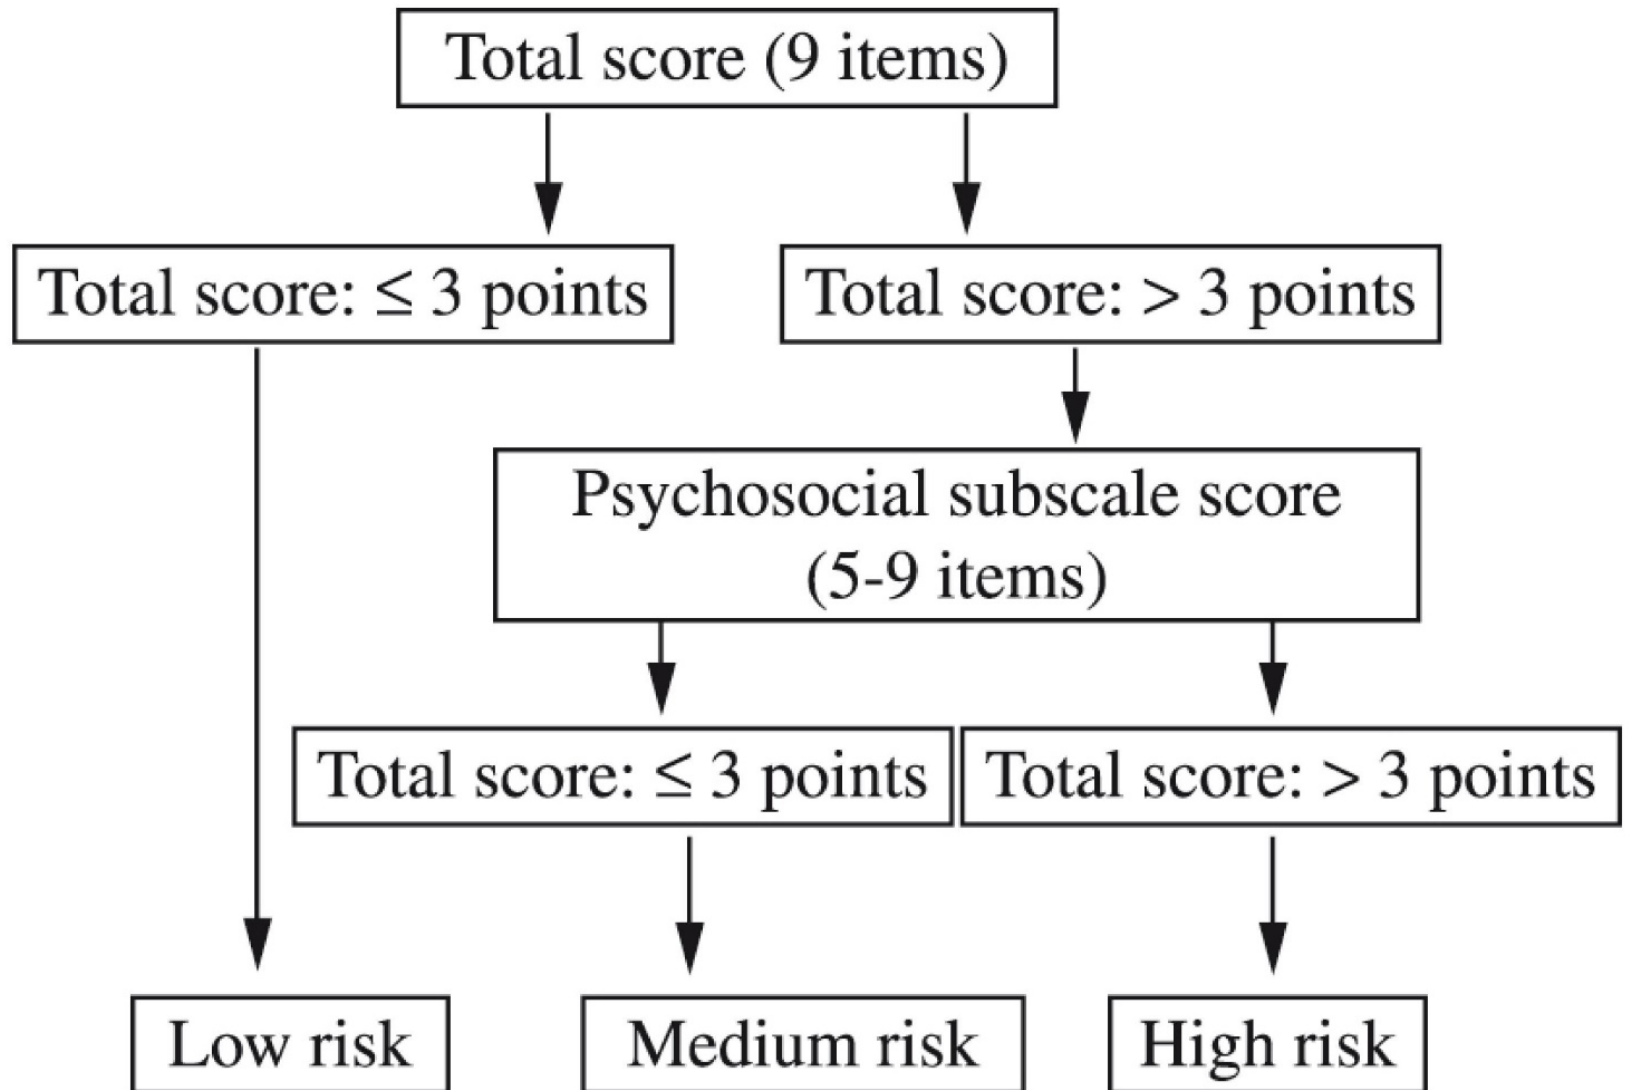 Total score (9 items)
Total score: ≤ 3 points
Total score: > 3 points
Psychosocial subscale score
(5-9 items)
Total score: ≤ 3 points
Total score: > 3 points
Low risk
Medium risk
High risk